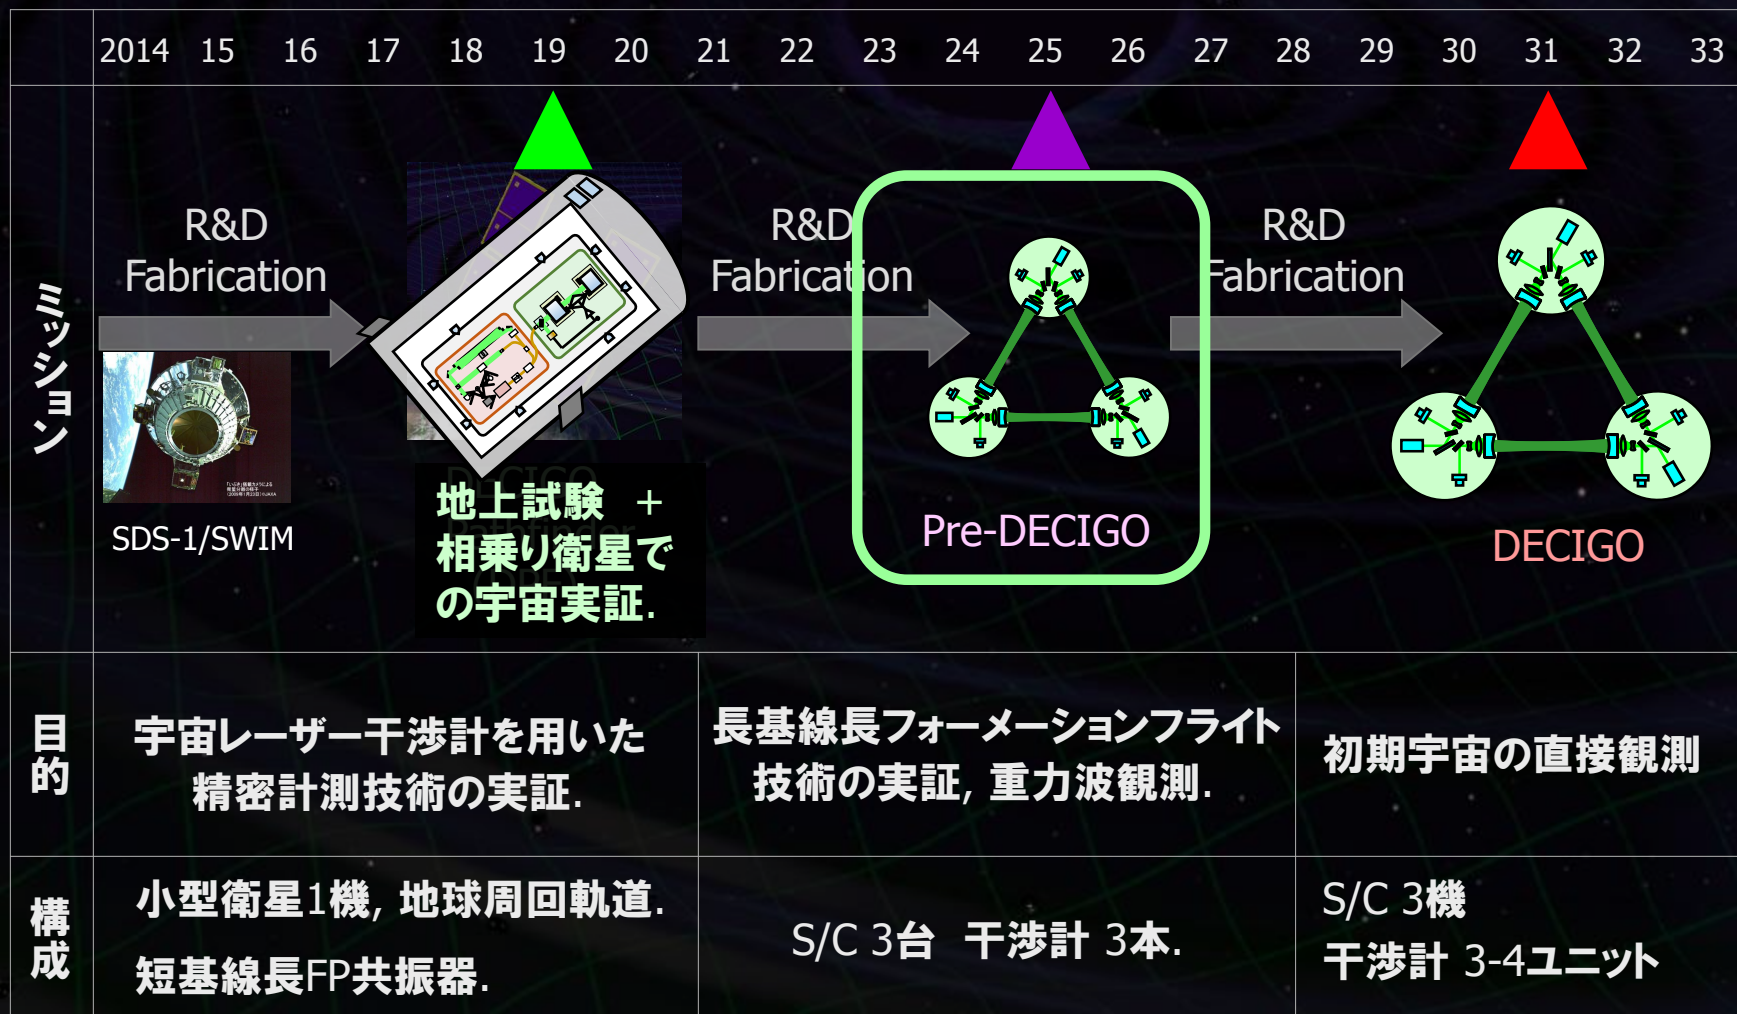 2014 15 16 17 18 19 20 21 22 23 24 25 26 27 28 29 30 31 32 33
ミッション
R&D
Fabrication
SDS-1/SWIM
DECIGO
Pathfinder
地上試験 +
相乗り衛星で
の宇宙実証.
R&D
Fabrication
Pre-DECIGO
R&D
Fabrication
DECIGO
目的
宇宙レーザー干渉計を用いた
精密計測技術の実証.
長基線長フォーメーションフライト
技術の実証, 重力波観測.
初期宇宙の直接観測
構成
小型衛星1機, 地球周回軌道.
短基線長FP共振器.
S/C 3台 干渉計 3本.
S/C 3機
干渉計 3-4ユニット